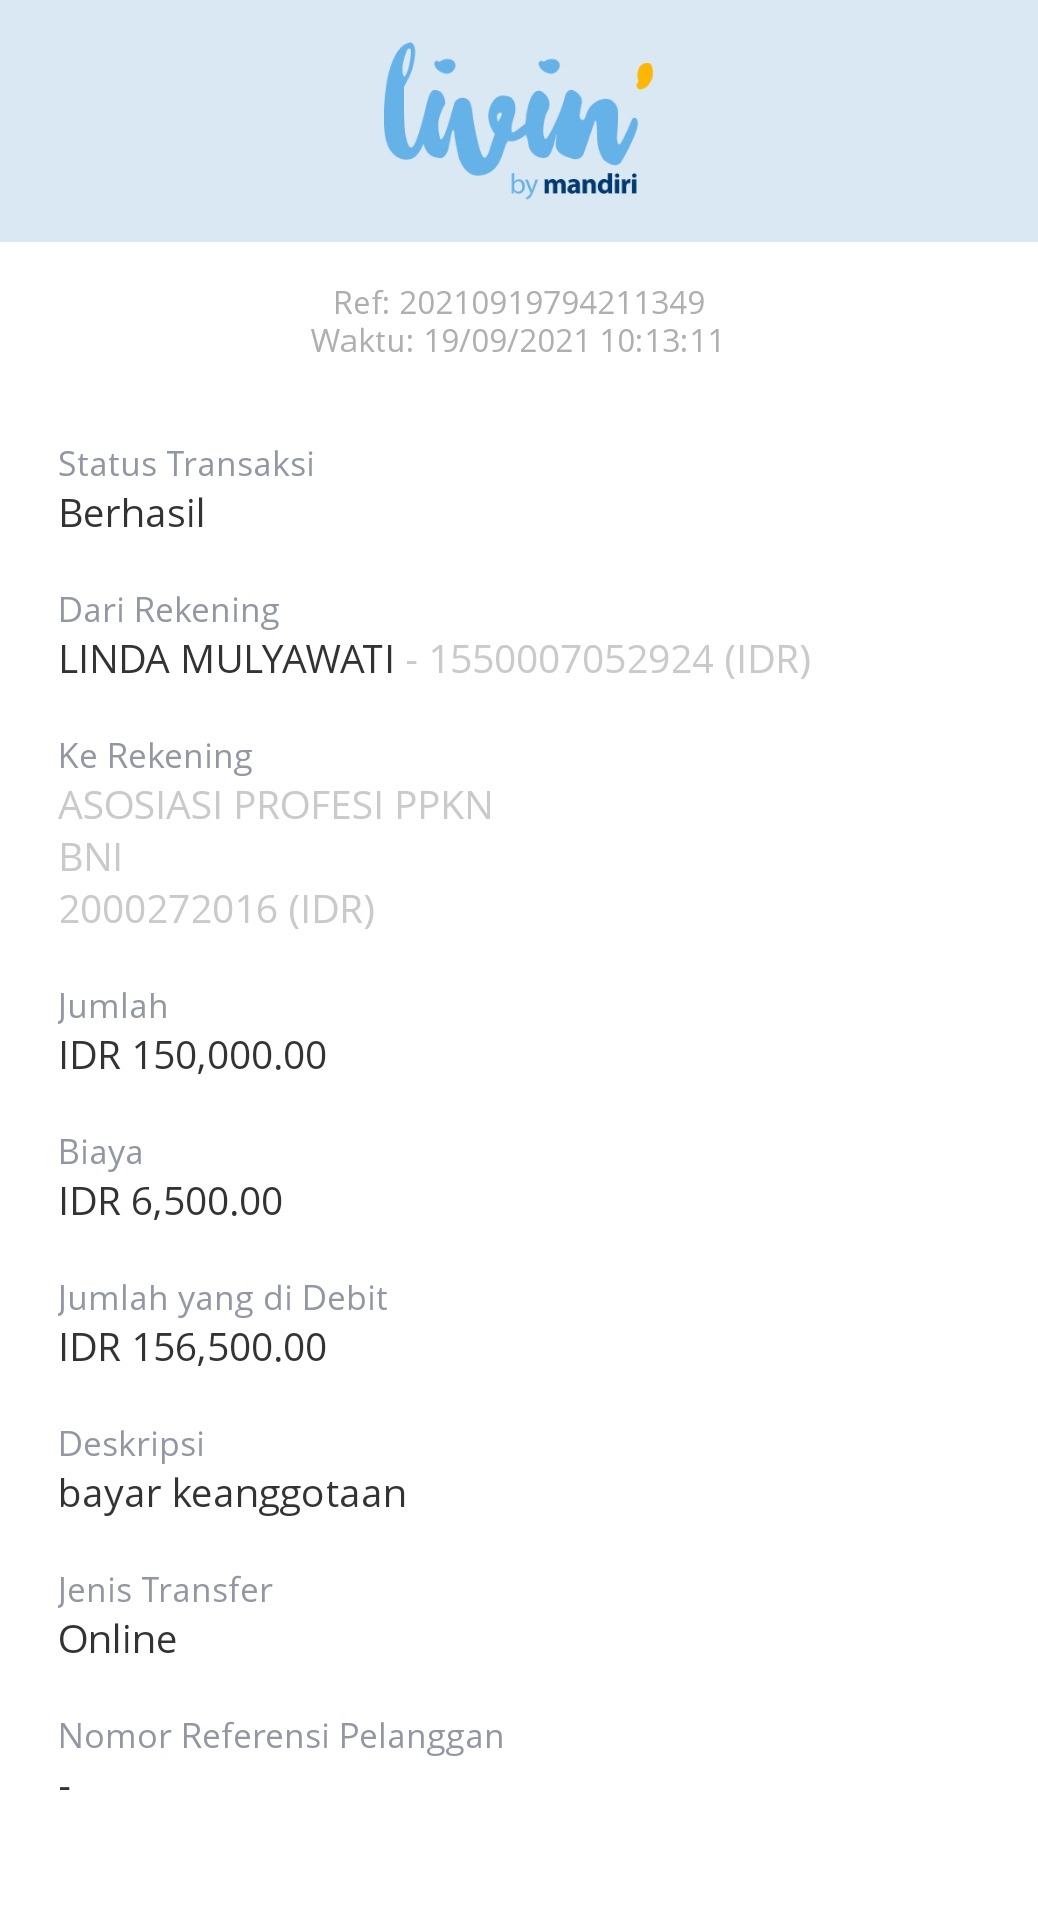 livin'
by mandiri
Ref: 20210919794211349
Waktu: 19/09/2021 10:13:11
Status Transaksi
Berhasil
Dari Rekening
LINDA MULYAWATI - 1550007052924 (IDR)
Ke Rekening
ASOSIASI PROFESI PPKN
BNI
2000272016 (IDR)
Jumlah
IDR 150,000.00
Biaya
IDR 6,500.00
Jumlah yang di Debit
IDR 156,500.00
Deskripsi
bayar keanggotaan
Jenis Transfer
Online
Nomor Referensi Pelanggan
-